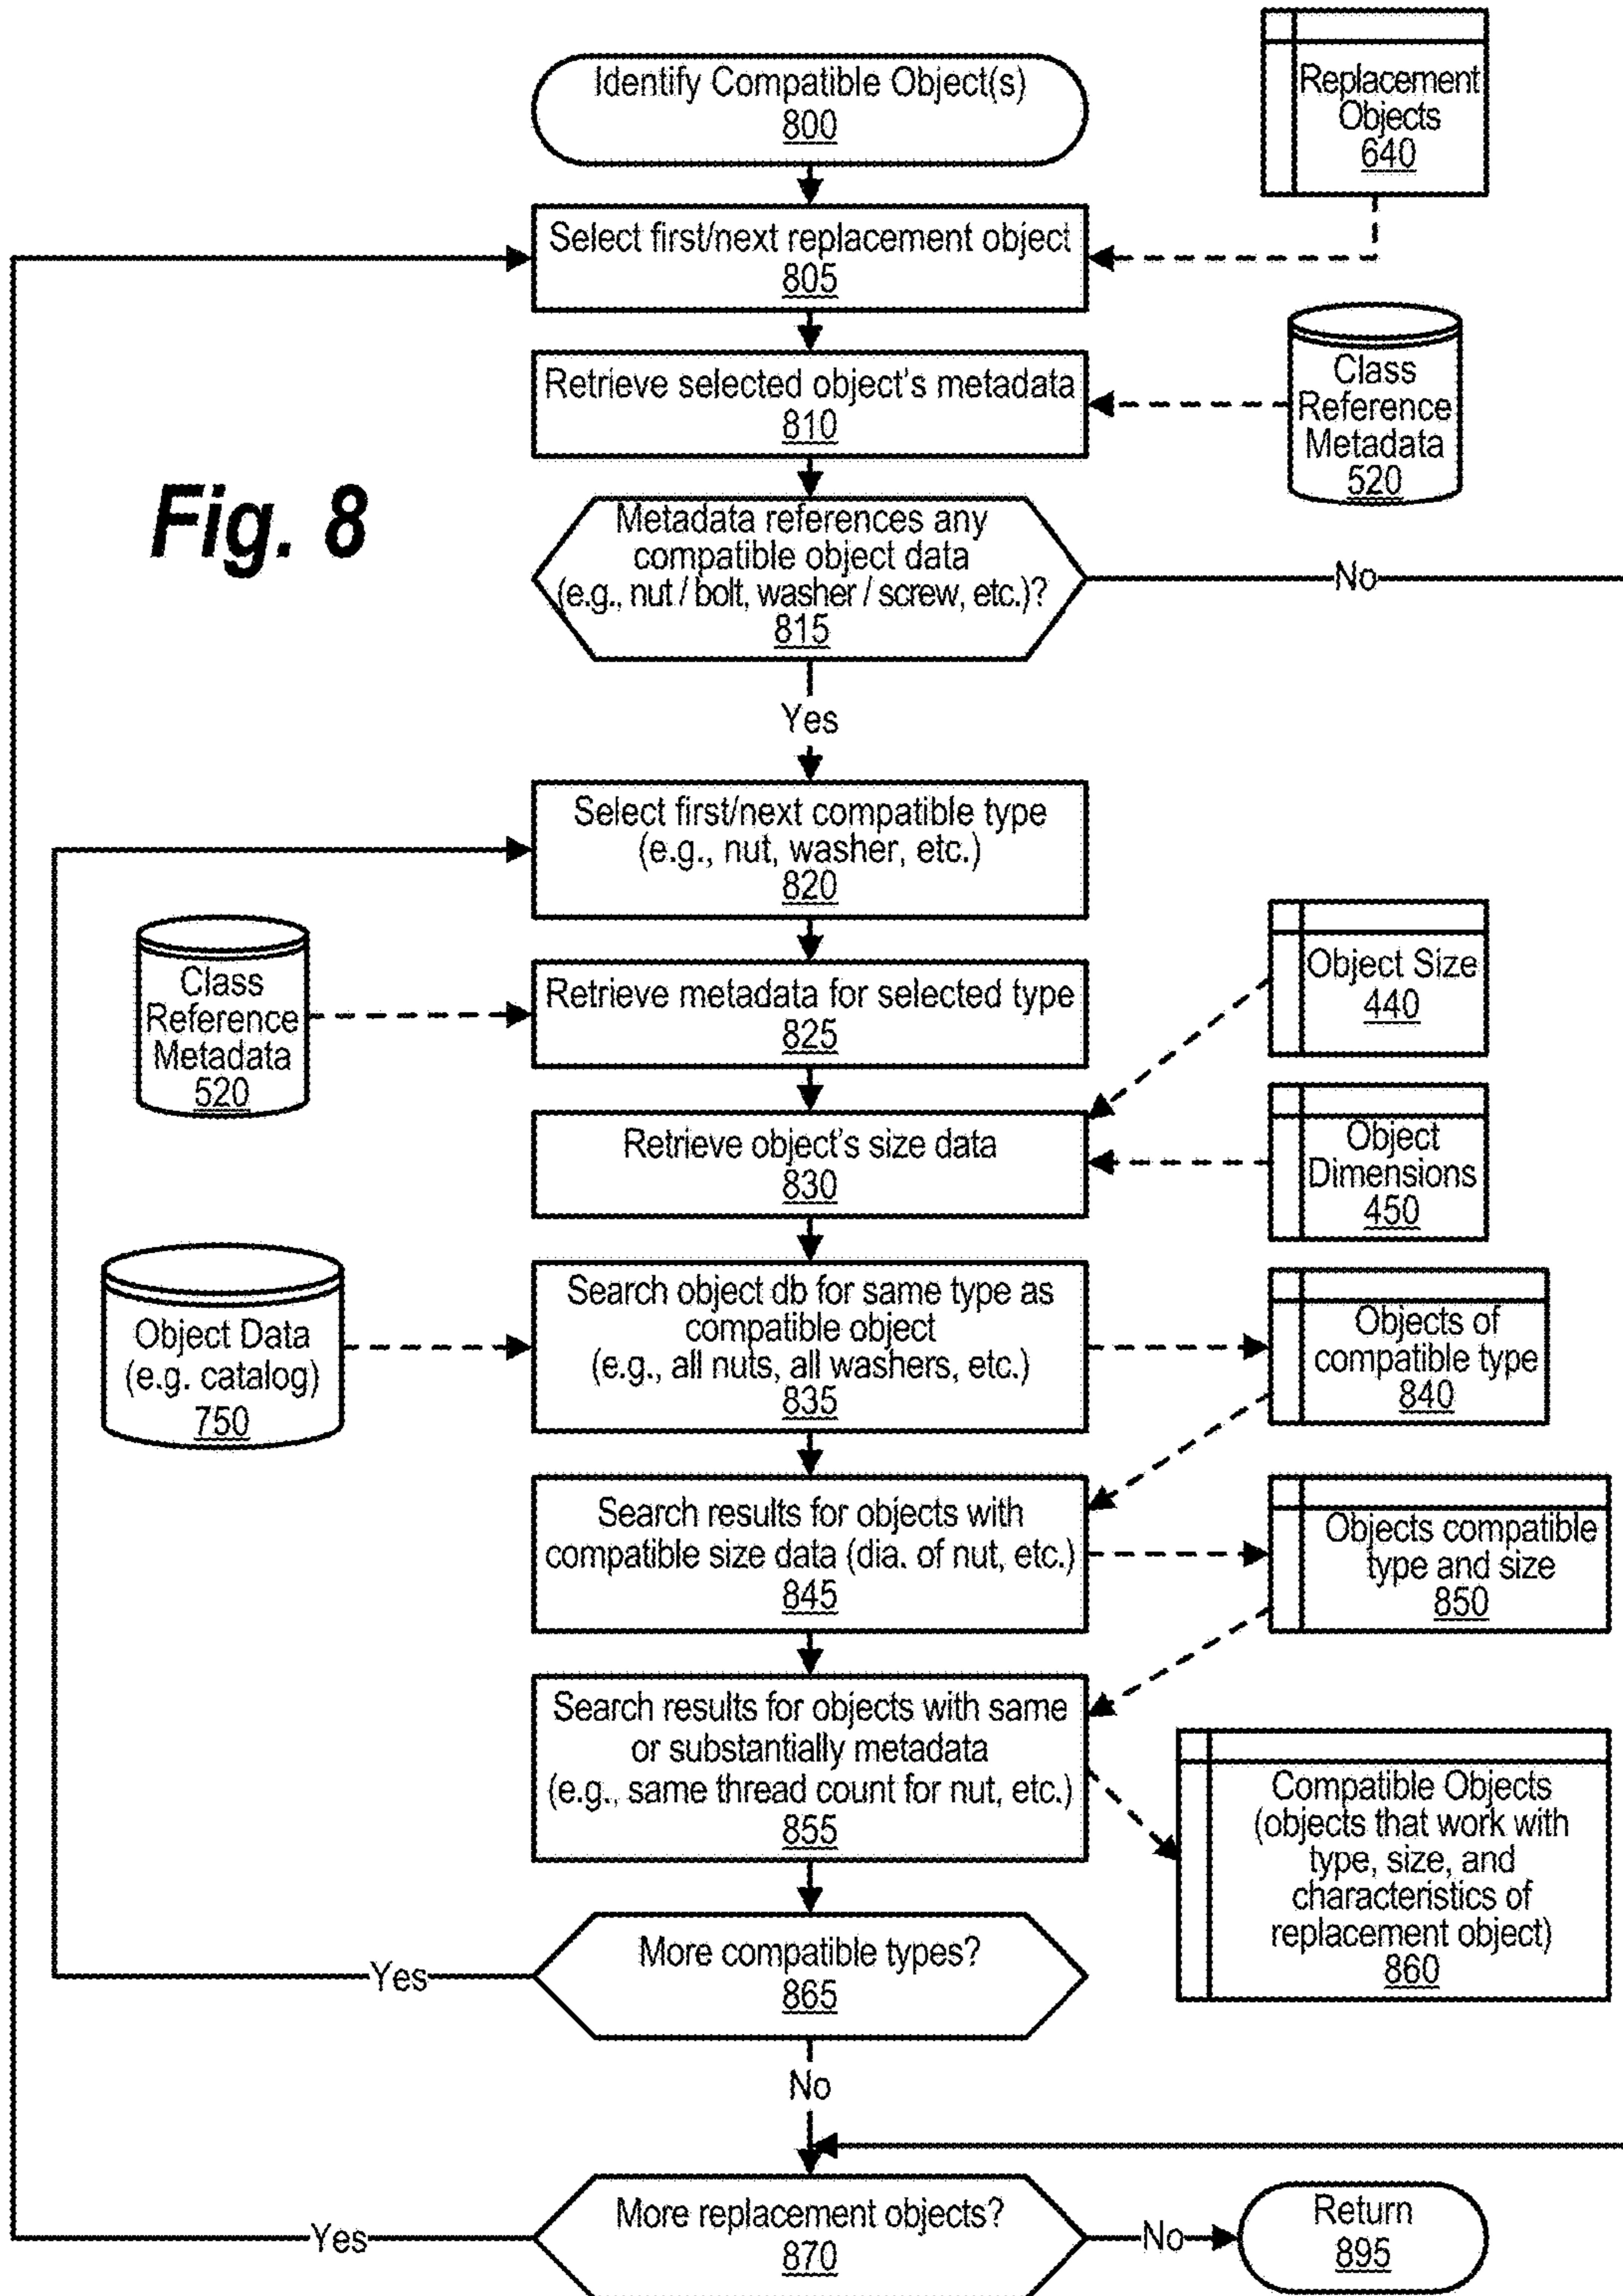 Identify Compatible Object(s)
800
Replacement
Objects
640
Select first/next replacement object
805
Retrieve selected object's metadata
810
Class
Reference
Metadata
520
Fig. 8
Metadata references any
compatible object data
(e.g., nut / bolt, washer / screw, etc.)?
815
No
Yes
Select first/next compatible type
(e.g., nut, washer, etc.)
820
Class
Reference
Metadata
520
Retrieve metadata for selected type
825
Object Size
440
Retrieve object's size data
830
Object
Dimensions
450
Object Data
(e.g. catalog)
750
Search object db for same type as
compatible object
(e.g., all nuts, all washers, etc.)
835
Objects of
compatible type
840
Search results for objects with
compatible size data (dia. of nut, etc.)
845
Objects compatible
type and size
850
Search results for objects with same
or substantially metadata
(e.g., same thread count for nut, etc.)
855
Compatible Objects
(objects that work with
type, size, and
characteristics of
replacement object)
860
More compatible types?
865
Yes
No
More replacement objects?
870
Yes
No
Return
895